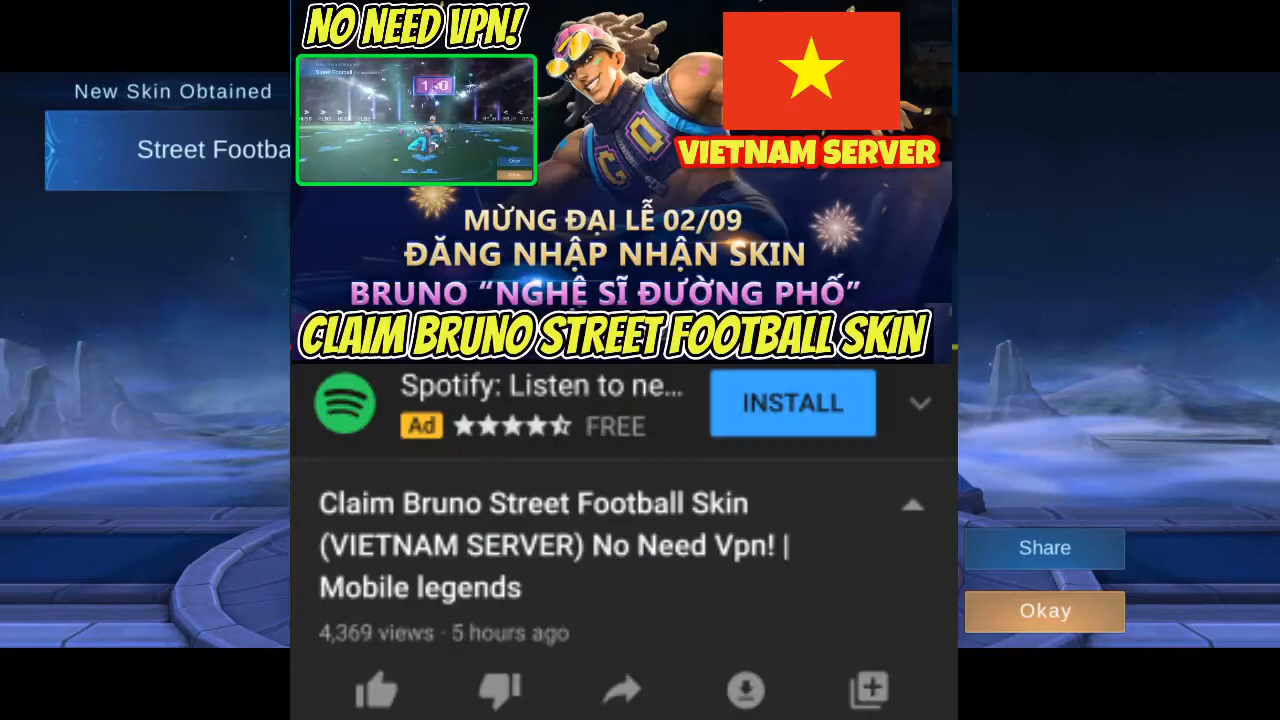 NO NEED VPN!
New Skin Obtained
Street Footba
Street Football
VIETNAM SERVER
MỪNG ĐẠI LỄ 02/09
ĐĂNG NHẬP NHẬN SKIN
BRUNO “NGHỆ SĨ ĐƯỜNG PHỐ”
CLAIM BRUNO STREET FOOTBALL SKIN
Spotify: Listen to ne...
Ad FREE
INSTALL
Claim Bruno Street Football Skin
(VIETNAM SERVER) No Need Vpn! |
Mobile legends
4,369 views · 5 hours ago
Share
Okay